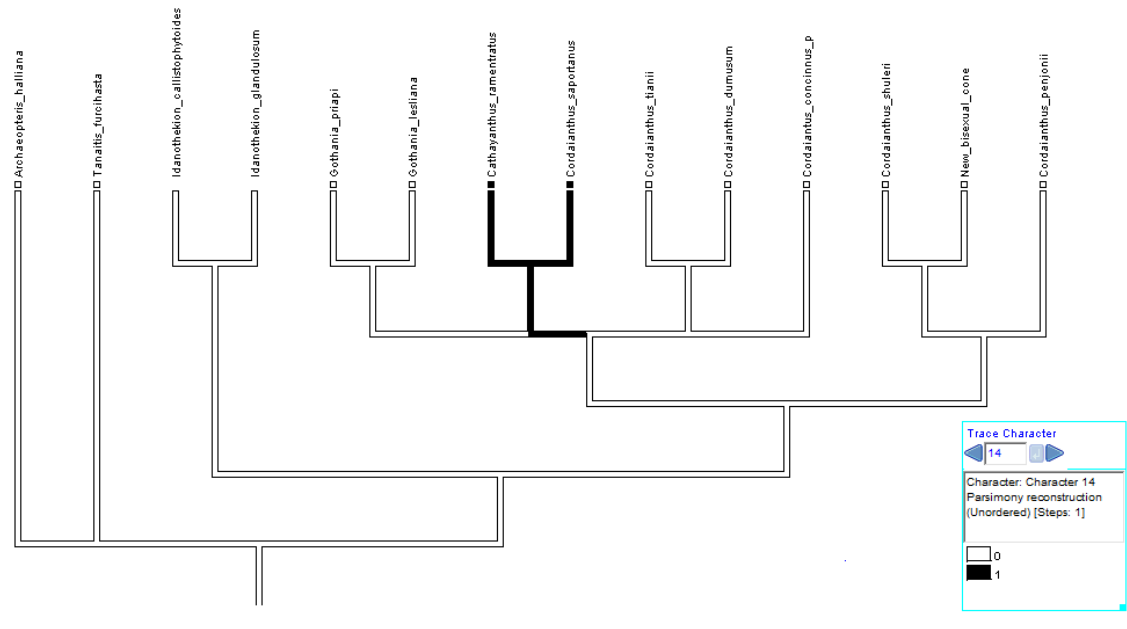 Archaeopteris_halliana
Tanaitis_furcihasta
Idanothekion_callistophytoides
Idanothekion_glandulosum
Gothania_priapi
Gothania_lesliana
Cathayanthus_ramentratus
Cordaianthus_saportanus
Cordaianthus_tianii
Cordaianthus_dumusum
Cordaiantus_concinnus_p
Cordaianthus_shuleri
New_bisexual_cone
Cordaianthus_penjonii
Trace Character
14
Character: Character 14
Parsimony reconstruction
(Unordered) [Steps: 1]
0
1